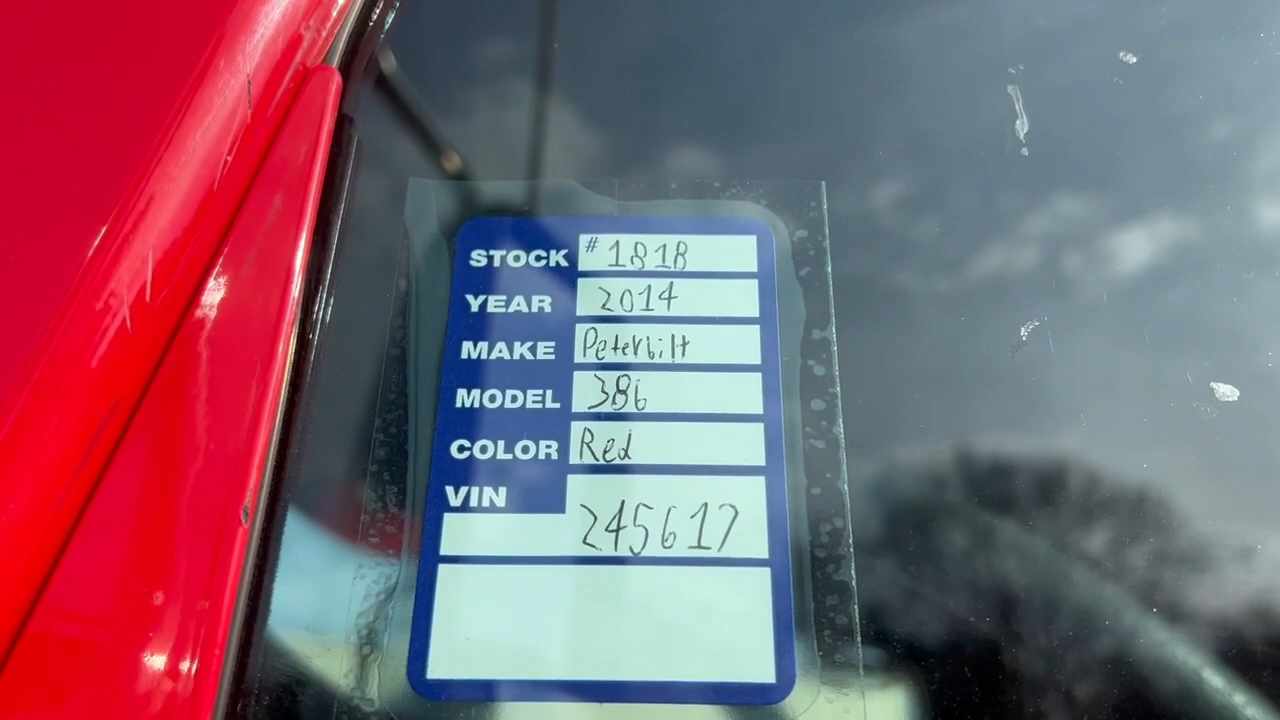 STOCK #1818
YEAR 2014
MAKE Peterbilt
MODEL 386
COLOR Red
VIN 245617